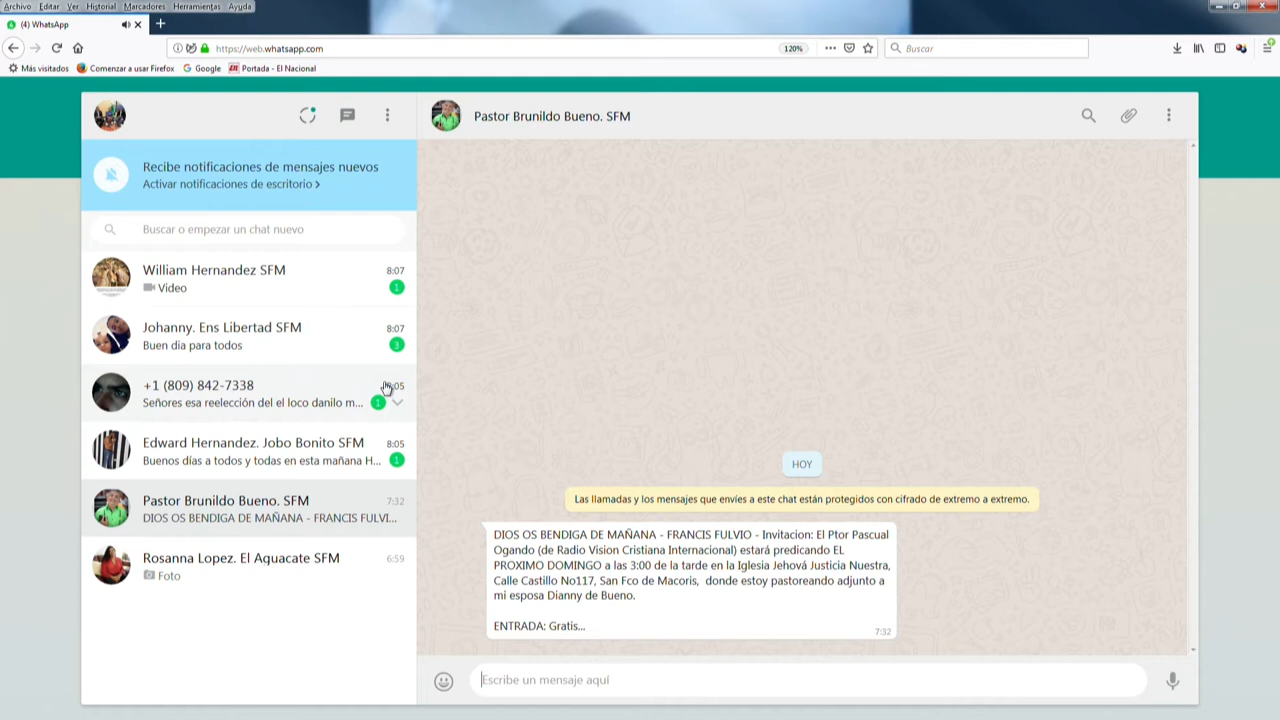 Archivo Editar Ver Historial Marcadores Herramientas Ayuda
(4) WhatsApp
https://web.whatsapp.com
120%
Buscar
Más visitados
Comenzar a usar Firefox
Google
Portada - El Nacional
Pastor Brunildo Bueno. SFM
Recibe notificaciones de mensajes nuevos
Activar notificaciones de escritorio
Buscar o empezar un chat nuevo
William Hernandez SFM
8:07
Video
1
Johanny. Ens Libertad SFM
8:07
Buen dia para todos
3
+1 (809) 842-7338
Señores esa reelección del el loco danilo m...
1
Edward Hernandez. Jobo Bonito SFM
8:05
Buenos días a todos y todas en esta mañana H...
1
Pastor Brunildo Bueno. SFM
7:32
DIOS OS BENDIGA DE MAÑANA - FRANCIS FULVI...
Rosanna Lopez. El Aguacate SFM
6:59
Foto
HOY
Las llamadas y los mensajes que envíes a este chat están protegidos con cifrado de extremo a extremo.
DIOS OS BENDIGA DE MAÑANA - FRANCIS FULVIO - Invitacion: El Ptor Pascual
Ogando (de Radio Vision Cristiana Internacional) estará predicando EL
PROXIMO DOMINGO a las 3:00 de la tarde en la Iglesia Jehová Justicia Nuestra,
Calle Castillo No117, San Fco de Macoris, donde estoy pastoreando adjunto a
mi esposa Dianny de Bueno.
ENTRADA: Gratis...
7:32
Escribe un mensaje aquí